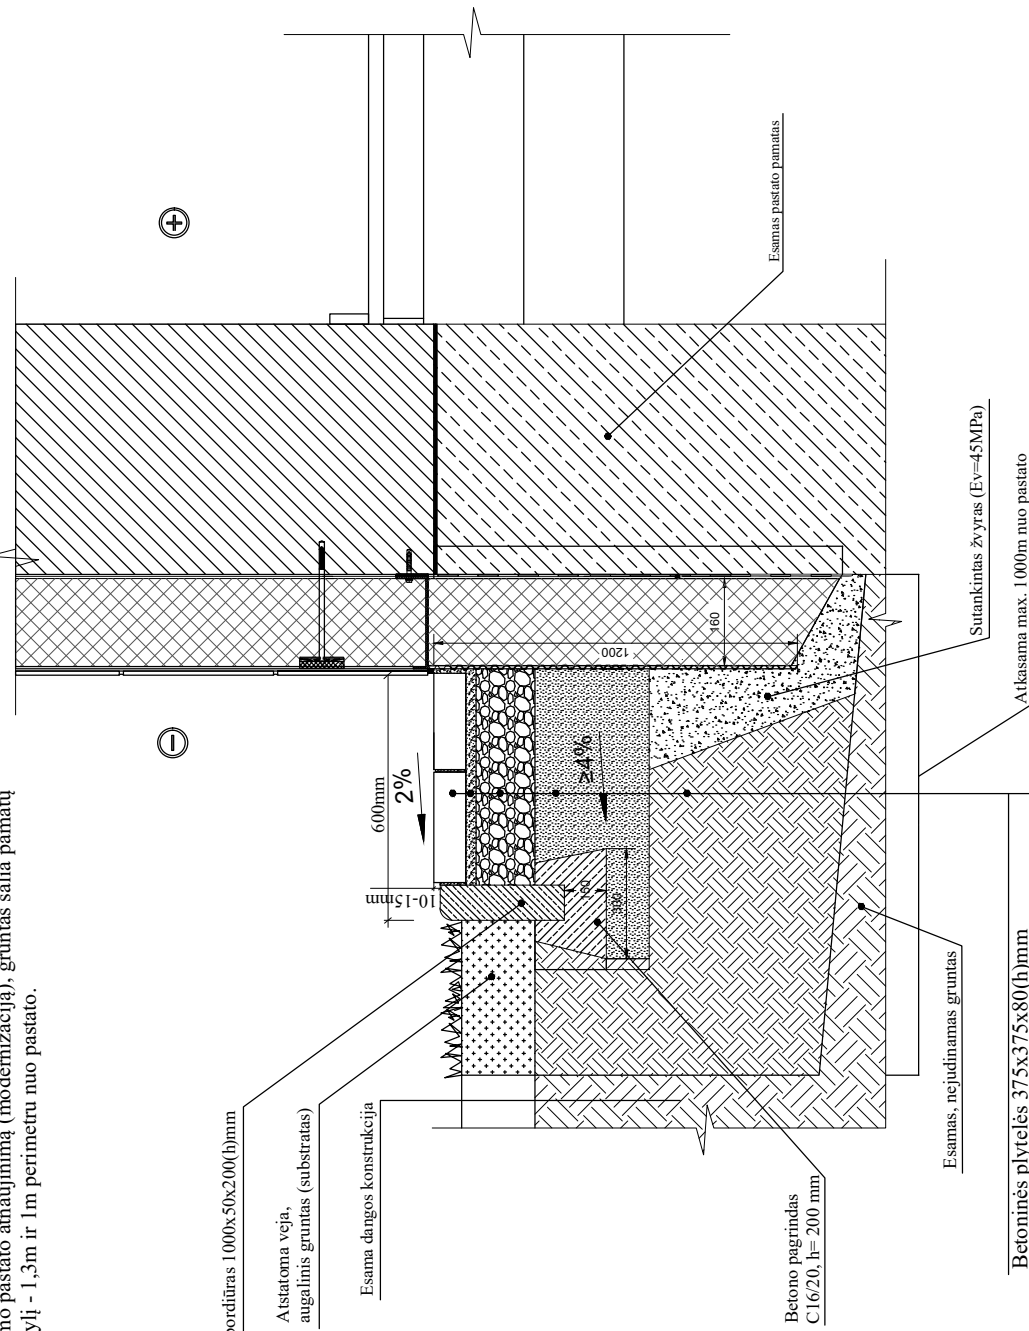 mo pastato atnaujinimą (modernizaciją), gruntas šalia pamatų
ylį - 1,3m ir 1m perimetru nuo pastato.
bordiūras 1000x50x200(h)mm
Atstatoma veja,
augalinis gruntas (substratas)
Esama dangos konstrukcija
600mm
2%
10-15mm
≥4%
160
300
1200
160
Esamas pastato pamatas
Sutankintas žvyras (Ev=45MPa)
Atkasama max. 1000m nuo pastato
Esamas, nejudinamas gruntas
Betono pagrindas
C16/20, h= 200 mm
Betoninės plytelės 375x375x80(h)mm